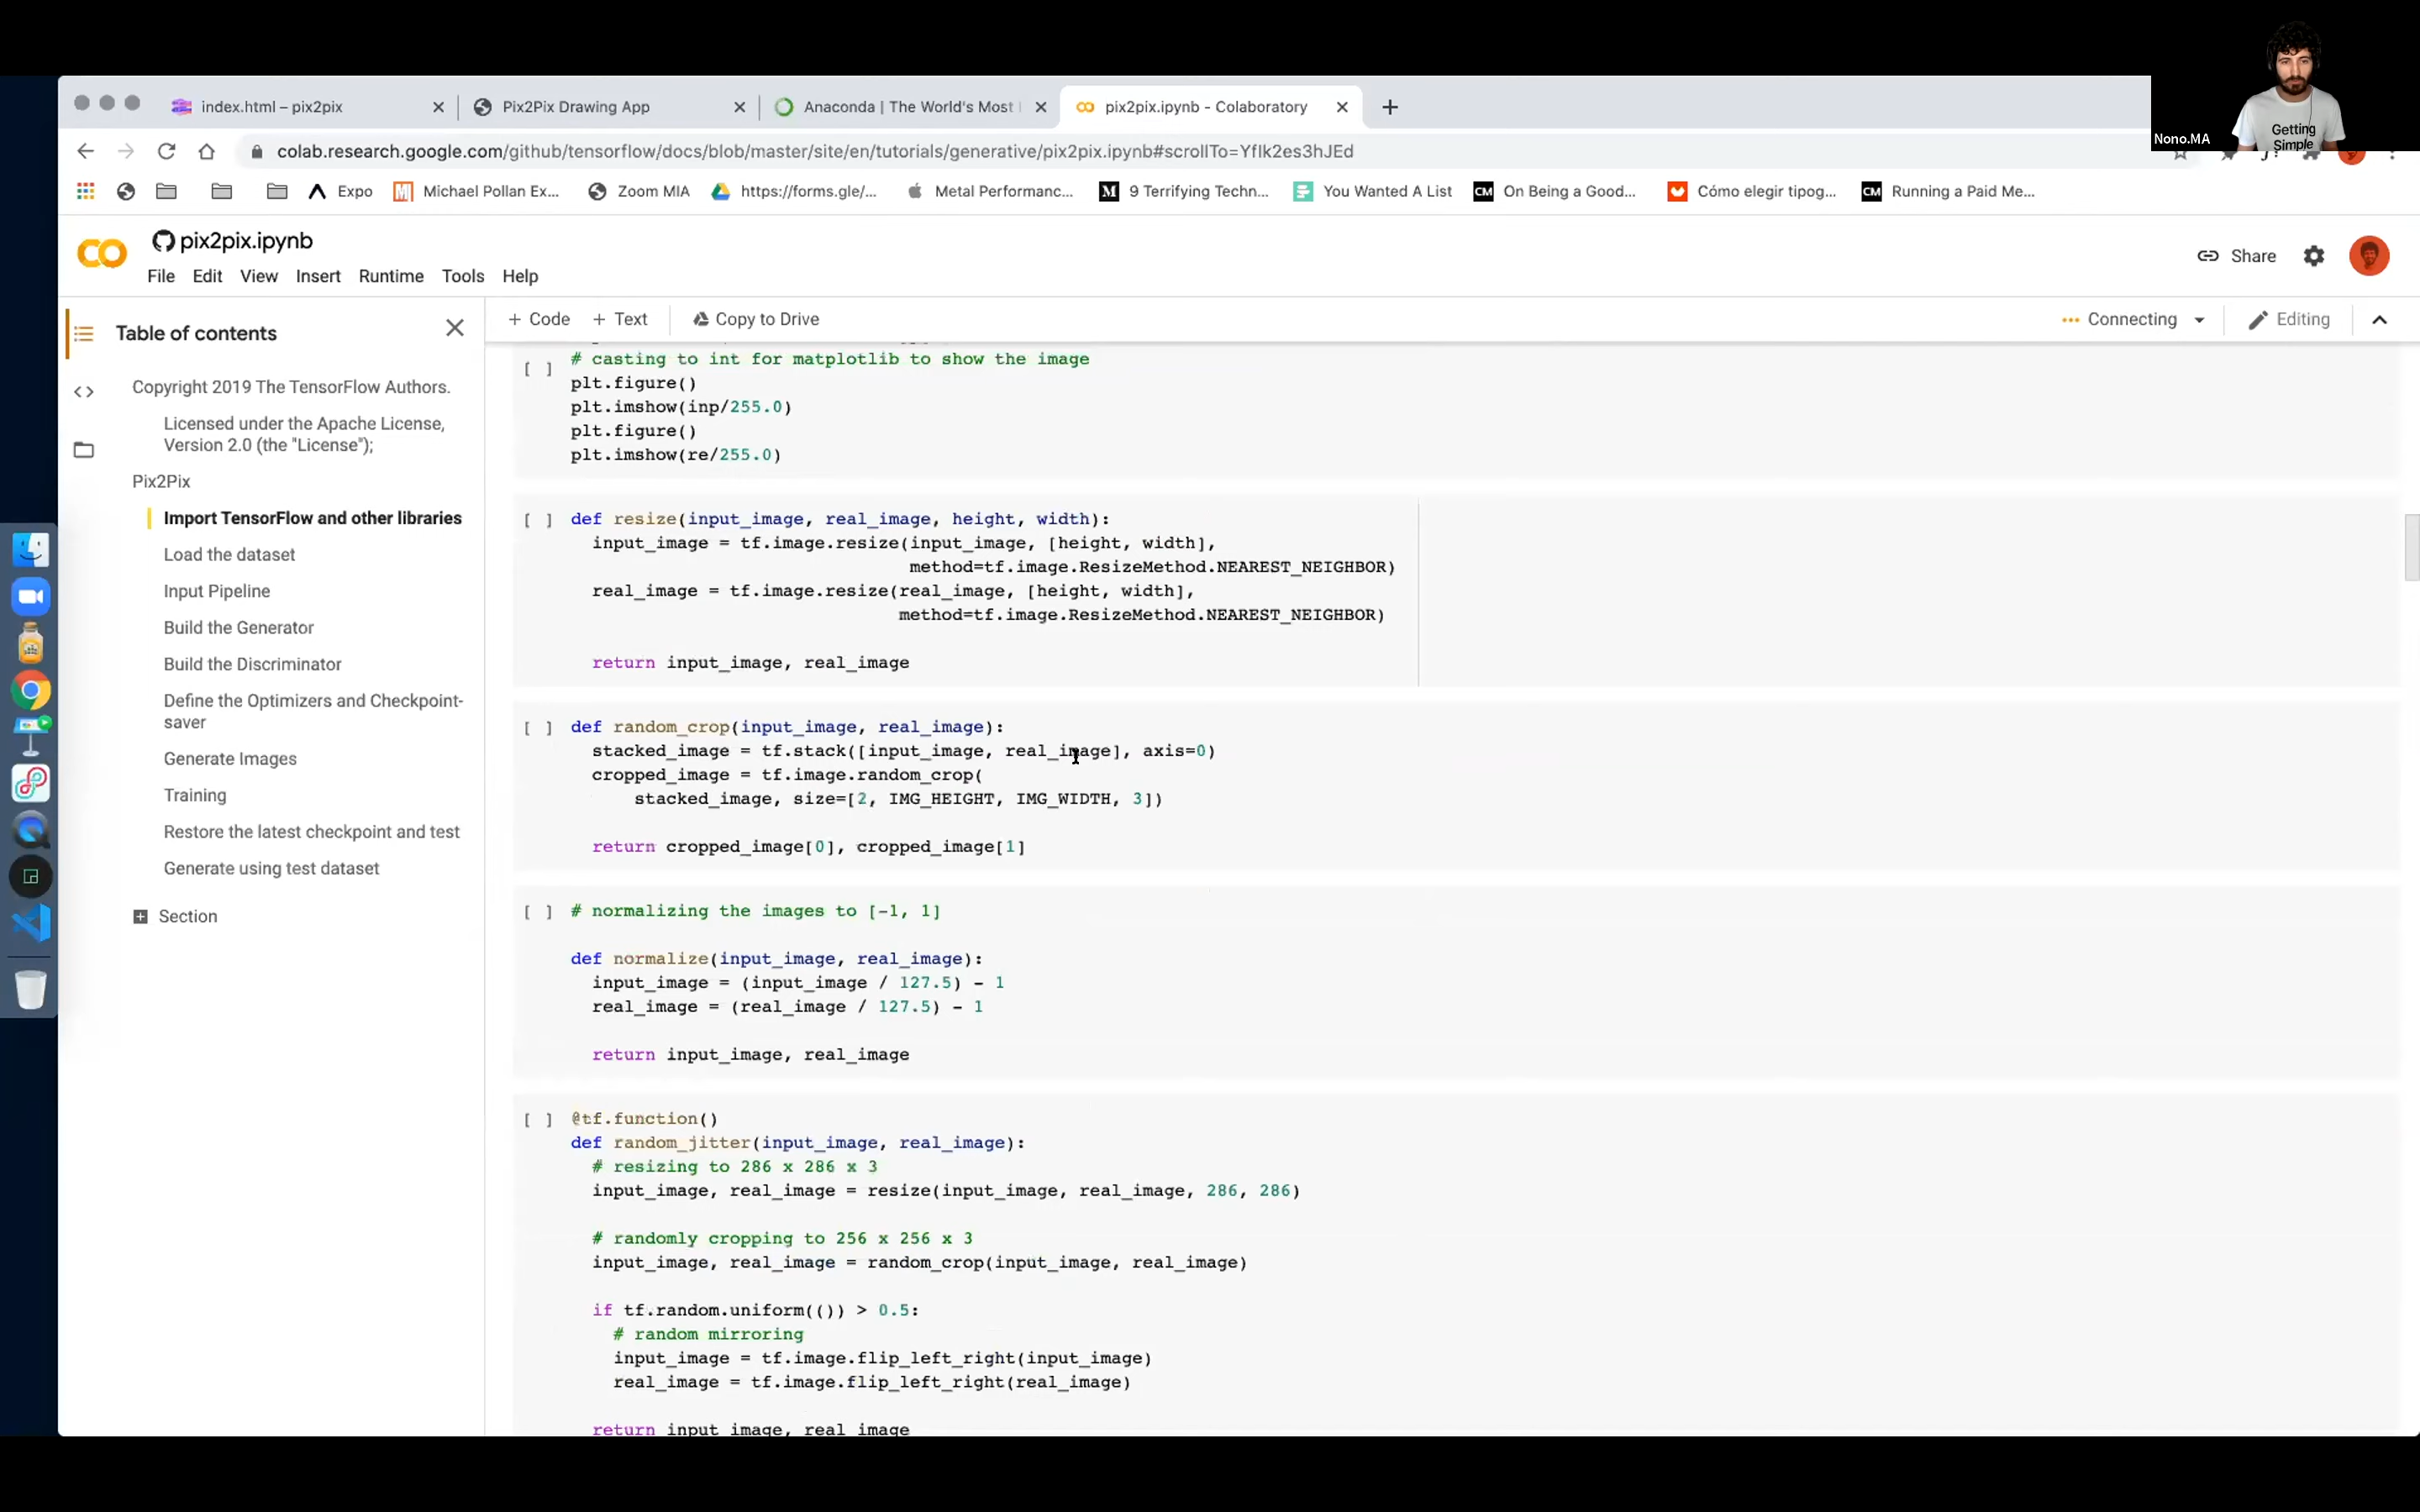 index.html – pix2pix
Pix2Pix Drawing App
Anaconda | The World's Most
pix2pix.ipynb - Colaboratory
Nono.MA
Getting
Simple
colab.research.google.com/github/tensorflow/docs/blob/master/site/en/tutorials/generative/pix2pix.ipynb#scrollTo=YfIk2es3hJEd
Expo
Michael Pollan Ex...
Zoom MIA
https://forms.gle/...
Metal Performanc...
9 Terrifying Techn...
You Wanted A List
On Being a Good...
Cómo elegir tipog...
Running a Paid Me...
pix2pix.ipynb
File Edit View Insert Runtime Tools Help
Share
Table of contents
Copyright 2019 The TensorFlow Authors.
Licensed under the Apache License,
Version 2.0 (the "License");
Pix2Pix
Import TensorFlow and other libraries
Load the dataset
Input Pipeline
Build the Generator
Build the Discriminator
Define the Optimizers and Checkpoint-
saver
Generate Images
Training
Restore the latest checkpoint and test
Generate using test dataset
Section
+ Code + Text Copy to Drive
Connecting
Editing
[ ] # casting to int for matplotlib to show the image
plt.figure()
plt.imshow(inp/255.0)
plt.figure()
plt.imshow(re/255.0)
[ ] def resize(input_image, real_image, height, width):
input_image = tf.image.resize(input_image, [height, width],
method=tf.image.ResizeMethod.NEAREST_NEIGHBOR)
real_image = tf.image.resize(real_image, [height, width],
method=tf.image.ResizeMethod.NEAREST_NEIGHBOR)
return input_image, real_image
[ ] def random_crop(input_image, real_image):
stacked_image = tf.stack([input_image, real_image], axis=0)
cropped_image = tf.image.random_crop(
stacked_image, size=[2, IMG_HEIGHT, IMG_WIDTH, 3])
return cropped_image[0], cropped_image[1]
[ ] # normalizing the images to [-1, 1]
def normalize(input_image, real_image):
input_image = (input_image / 127.5) - 1
real_image = (real_image / 127.5) - 1
return input_image, real_image
[ ] @tf.function()
def random_jitter(input_image, real_image):
# resizing to 286 x 286 x 3
input_image, real_image = resize(input_image, real_image, 286, 286)
# randomly cropping to 256 x 256 x 3
input_image, real_image = random_crop(input_image, real_image)
if tf.random.uniform(()) > 0.5:
# random mirroring
input_image = tf.image.flip_left_right(input_image)
real_image = tf.image.flip_left_right(real_image)
return input_image, real_image